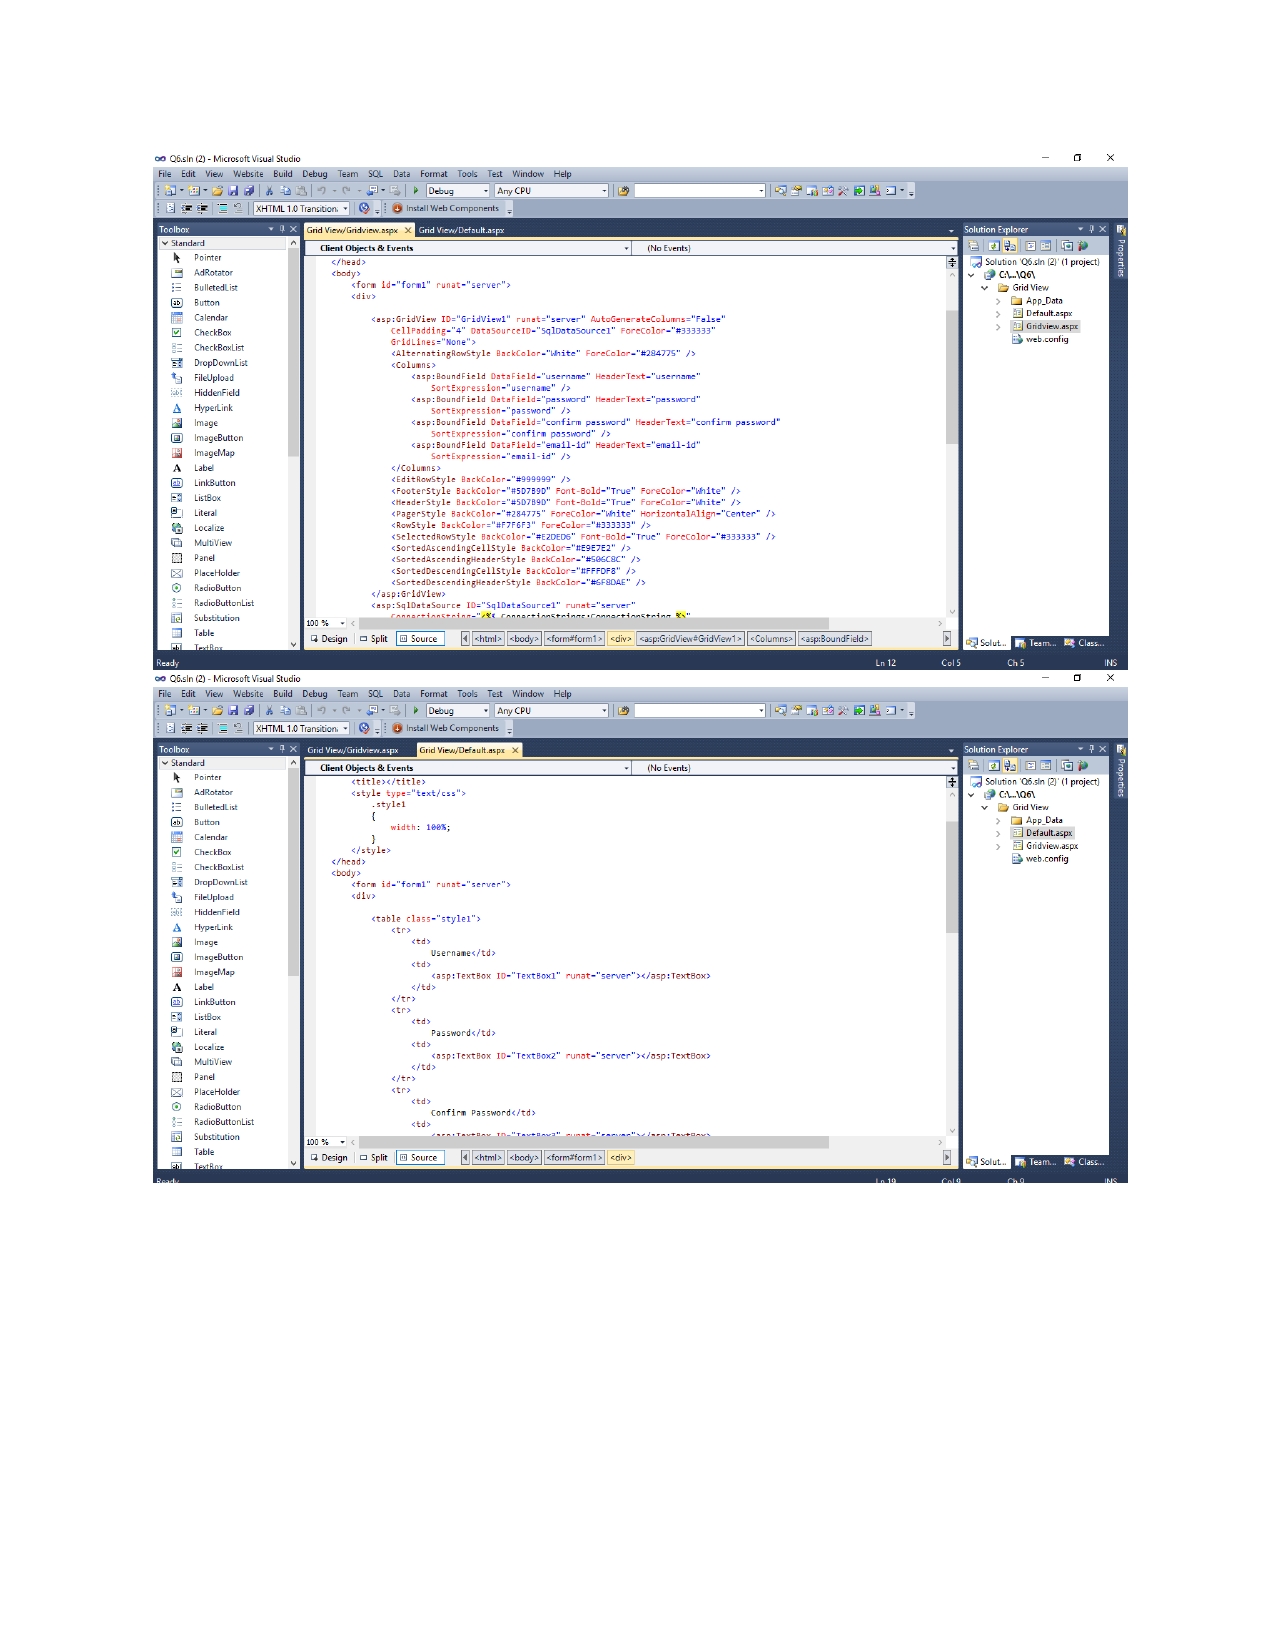 Q6.sln (2) - Microsoft Visual Studio
File Edit View Website Build Debug Team SQL Data Format Tools Test Window Help
Debug Any CPU
XHTML 1.0 Transition. Install Web Components
Toolbox
Standard
Pointer
AdRotator
BulletedList
Button
Calendar
CheckBox
CheckBoxList
DropDownList
FileUpload
HiddenField
HyperLink
Image
ImageButton
ImageMap
Label
LinkButton
ListBox
Literal
Localize
MultiView
Panel
PlaceHolder
RadioButton
RadioButtonList
Substitution
Table
TextBox
Grid View/Gridview.aspx Grid View/Default.aspx
Client Objects & Events (No Events)
</head>
<body>
<form id="form1" runat="server">
<div>
<asp:GridView ID="GridView1" runat="server" AutoGenerateColumns="False"
CellPadding="4" DataSourceID="SqlDataSource1" ForeColor="#333333"
GridLines="None">
<AlternatingRowStyle BackColor="White" ForeColor="#284775" />
<Columns>
<asp:BoundField DataField="username" HeaderText="username"
SortExpression="username" />
<asp:BoundField DataField="password" HeaderText="password"
SortExpression="password" />
<asp:BoundField DataField="confirm password" HeaderText="confirm password"
SortExpression="confirm password" />
<asp:BoundField DataField="email-id" HeaderText="email-id"
SortExpression="email-id" />
</Columns>
<EditRowStyle BackColor="#999999" />
<FooterStyle BackColor="#5D7B9D" Font-Bold="True" ForeColor="White" />
<HeaderStyle BackColor="#5D7B9D" Font-Bold="True" ForeColor="White" />
<PagerStyle BackColor="#284775" ForeColor="White" HorizontalAlign="Center" />
<RowStyle BackColor="#F7F6F3" ForeColor="#333333" />
<SelectedRowStyle BackColor="#E2DED6" Font-Bold="True" ForeColor="#333333" />
<SortedAscendingCellStyle BackColor="#E9E7E2" />
<SortedAscendingHeaderStyle BackColor="#506C8C" />
<SortedDescendingCellStyle BackColor="#FFFDF8" />
<SortedDescendingHeaderStyle BackColor="#6F8DAE" />
</asp:GridView>
<asp:SqlDataSource ID="SqlDataSource1" runat="server"
ConnectionString="<%$ ConnectionStrings:ConnectionString %>"
100 %
Design Split Source <html> <body> <form#form1> <div> <asp:GridView#GridView1> <Columns> <asp:BoundField>
Solution Explorer
Solution 'Q6.sln (2)' (1 project)
C:\...\Q6\
Grid View
App_Data
Default.aspx
Gridview.aspx
web.config
Solut... Team... Class...
Properties
Ready Ln 12 Col 5 Ch 5 INS
Q6.sln (2) - Microsoft Visual Studio
File Edit View Website Build Debug Team SQL Data Format Tools Test Window Help
Debug Any CPU
XHTML 1.0 Transition. Install Web Components
Toolbox
Standard
Pointer
AdRotator
BulletedList
Button
Calendar
CheckBox
CheckBoxList
DropDownList
FileUpload
HiddenField
HyperLink
Image
ImageButton
ImageMap
Label
LinkButton
ListBox
Literal
Localize
MultiView
Panel
PlaceHolder
RadioButton
RadioButtonList
Substitution
Table
TextBox
Grid View/Gridview.aspx Grid View/Default.aspx
Client Objects & Events (No Events)
<title></title>
<style type="text/css">
.style1
{
width: 100%;
}
</style>
</head>
<body>
<form id="form1" runat="server">
<div>
<table class="style1">
<tr>
<td>
Username</td>
<td>
<asp:TextBox ID="TextBox1" runat="server"></asp:TextBox>
</td>
</tr>
<tr>
<td>
Password</td>
<td>
<asp:TextBox ID="TextBox2" runat="server"></asp:TextBox>
</td>
</tr>
<tr>
<td>
Confirm Password</td>
<td>
<asp:TextBox ID="TextBox3" runat="server"></asp:TextBox>
100 %
Design Split Source <html> <body> <form#form1> <div>
Solution Explorer
Solution 'Q6.sln (2)' (1 project)
C:\...\Q6\
Grid View
App_Data
Default.aspx
Gridview.aspx
web.config
Solut... Team... Class...
Properties
Ready Ln 19 Col 9 Ch 9 INS